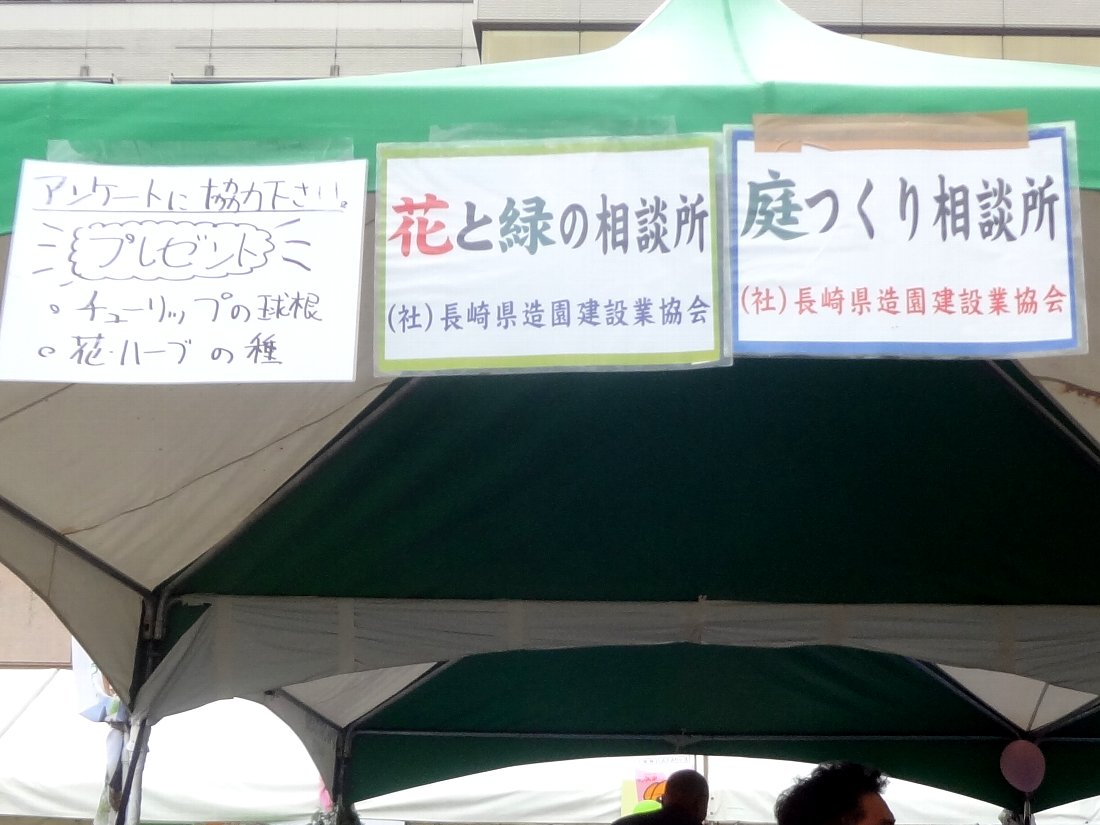 アンケートに協力下さい。
プレゼント
○ チューリップの球根
○ 花・ハーブの種
花と緑の相談所
(社)長崎県造園建設業協会
庭つくり相談所
(社)長崎県造園建設業協会